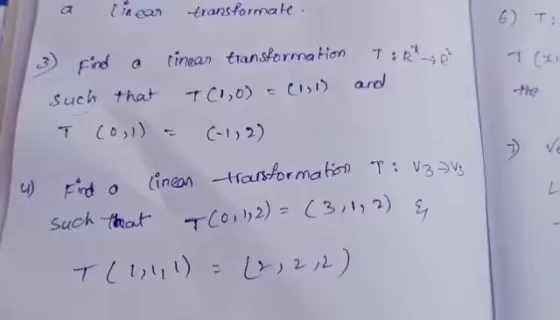 a linear transformate.
3) Find a linear transformation T : R² → R²
such that T(1,0) = (1,1) and
T (0,1) = (-1,2)
4) Find a linear transformation T : V3 → V3
such that T(0,1,2) = (3,1,2) &
T(1,1,1) = (2,2,2)
6) T :
T (x
the
7)
L